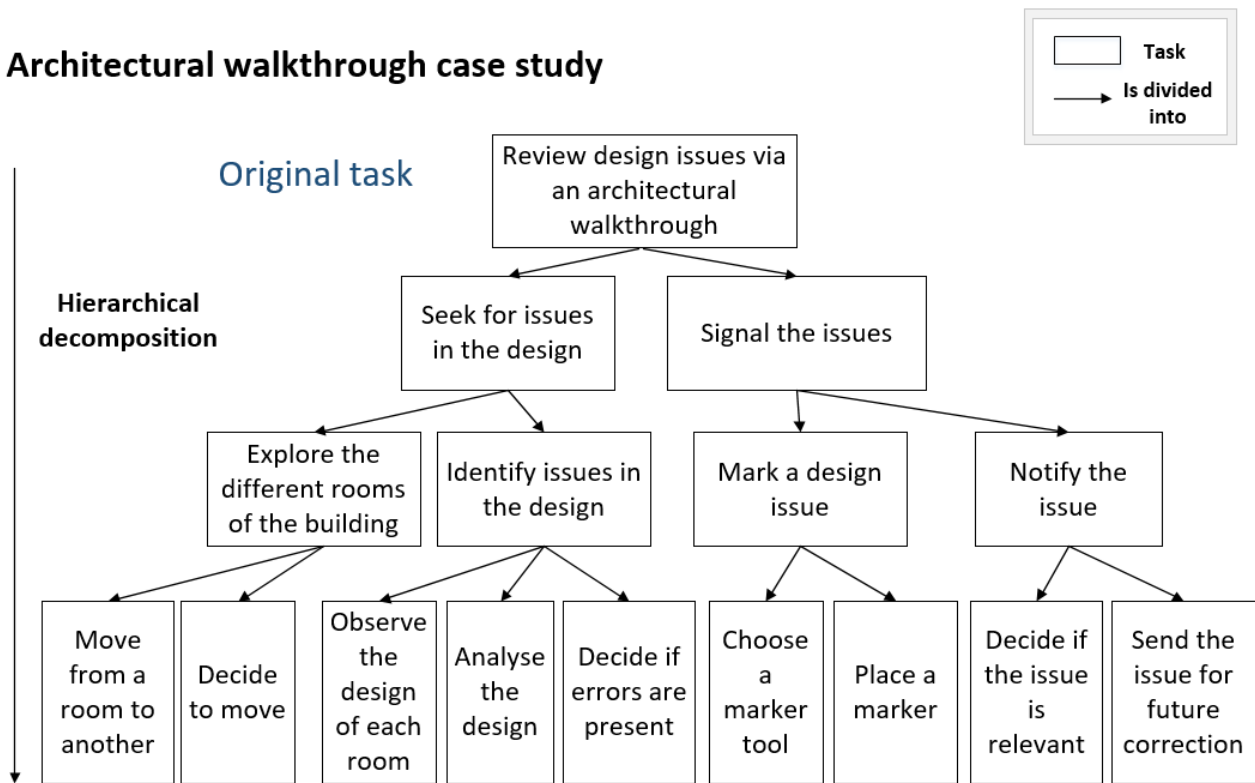 Architectural walkthrough case study
Task
Is divided
into
Original task
Review design issues via
an architectural
walkthrough
Hierarchical
decomposition
Seek for issues
in the design
Signal the issues
Explore the
different rooms
of the building
Identify issues in
the design
Mark a design
issue
Notify the
issue
Move
from a
room to
another
Decide
to move
Observe
the
design
of each
room
Analyse
the
design
Decide if
errors are
present
Choose
a
marker
tool
Place a
marker
Decide if
the issue
is
relevant
Send the
issue for
future
correction